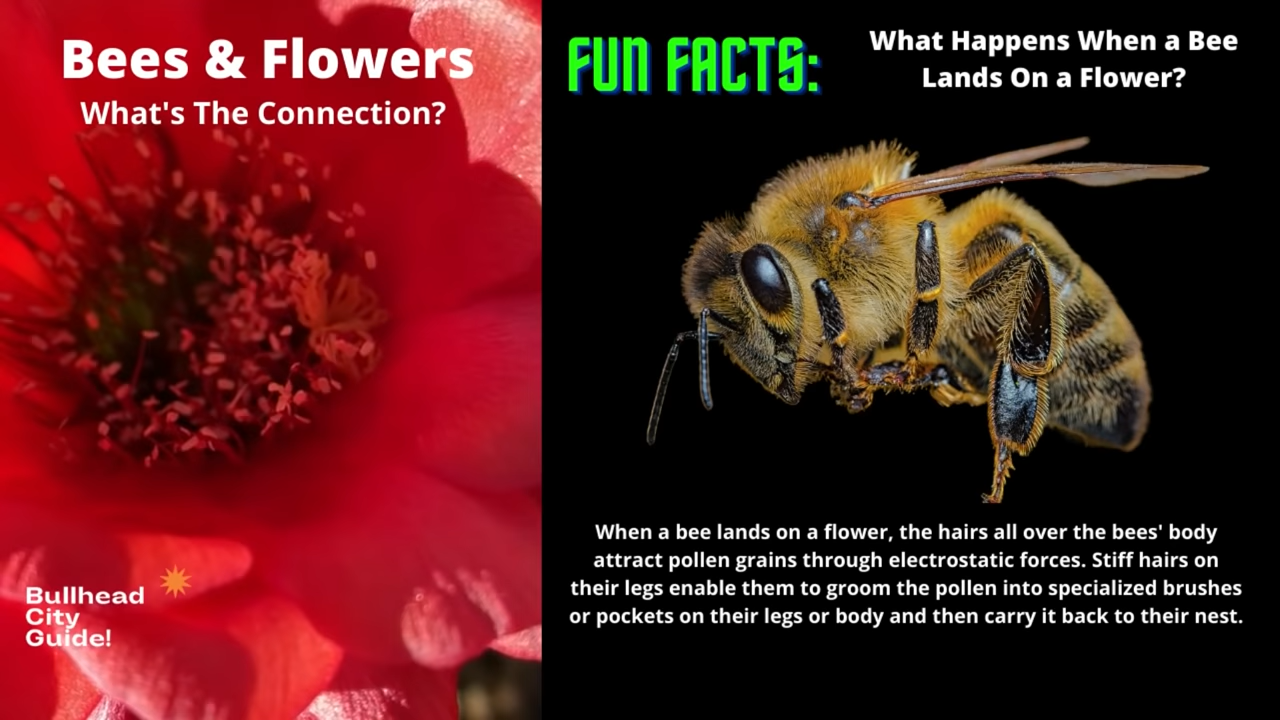 Bees & Flowers
What's The Connection?
Bullhead
City
Guide!
FUN FACTS:
What Happens When a Bee
Lands On a Flower?
When a bee lands on a flower, the hairs all over the bees' body
attract pollen grains through electrostatic forces. Stiff hairs on
their legs enable them to groom the pollen into specialized brushes
or pockets on their legs or body and then carry it back to their nest.